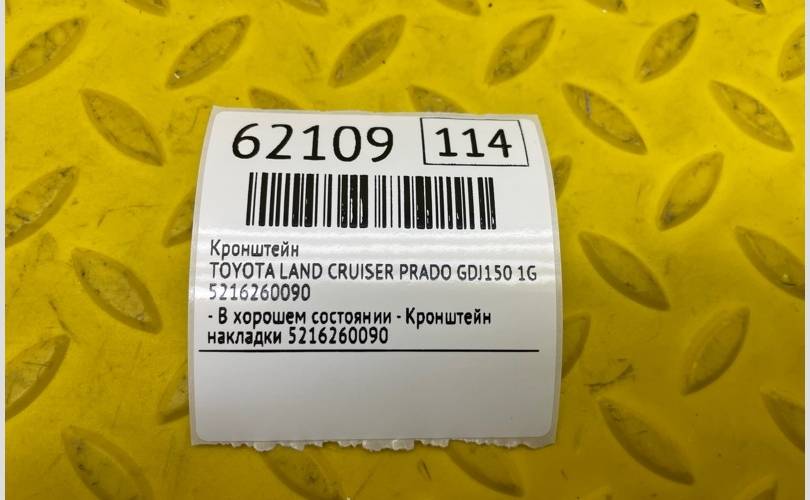 62109 114
Кронштейн
TOYOTA LAND CRUISER PRADO GDJ150 1G
5216260090
- В хорошем состоянии - Кронштейн
накладки 5216260090